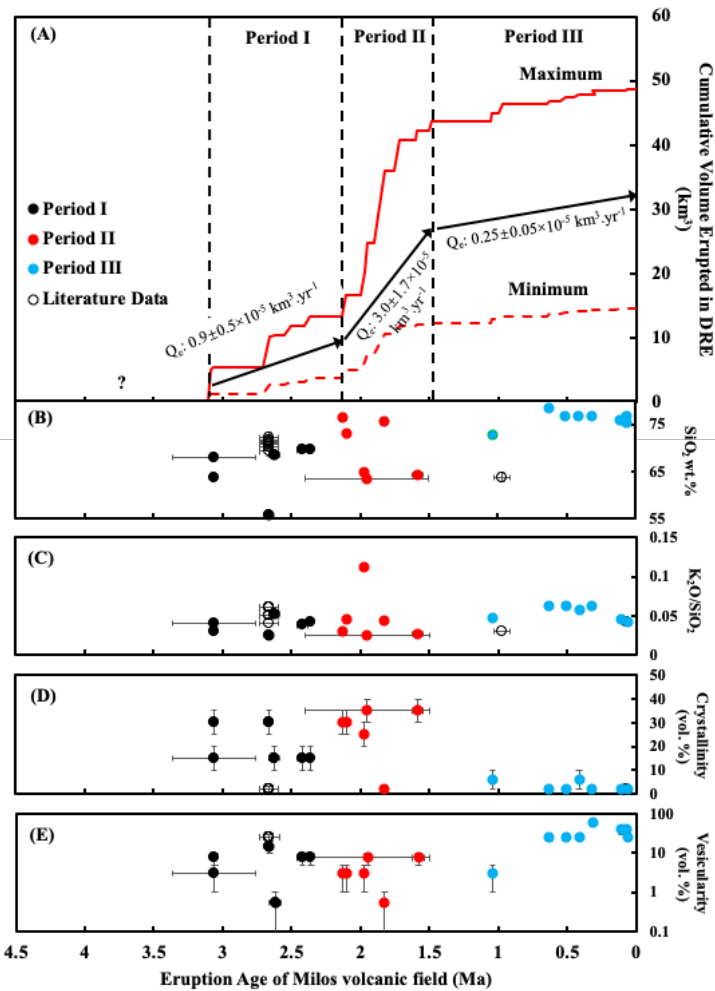 (A)
Period I
Period II
Period III
60
50
40
30
20
10
0
Cumulative Volume Erupted in DRE
(km³)
Maximum
Minimum
Period I
Period II
Period III
Literature Data
Qₑ: 0.9±0.5×10⁻⁵ km³.yr⁻¹
Qₑ: 3.0±1.7×10⁻⁵
km³.yr⁻¹
Qₑ: 0.25±0.05×10⁻⁵ km³.yr⁻¹
?
(B)
75
65
55
SiO₂ wt.%
(C)
0.15
0.1
0.05
0
K₂O/SiO₂
(D)
50
40
30
20
10
0
Crystallinity
(vol. %)
(E)
100
10
1
0.1
Vesicularity
(vol. %)
4.5 4 3.5 3 2.5 2 1.5 1 0.5 0
Eruption Age of Milos volcanic field (Ma)